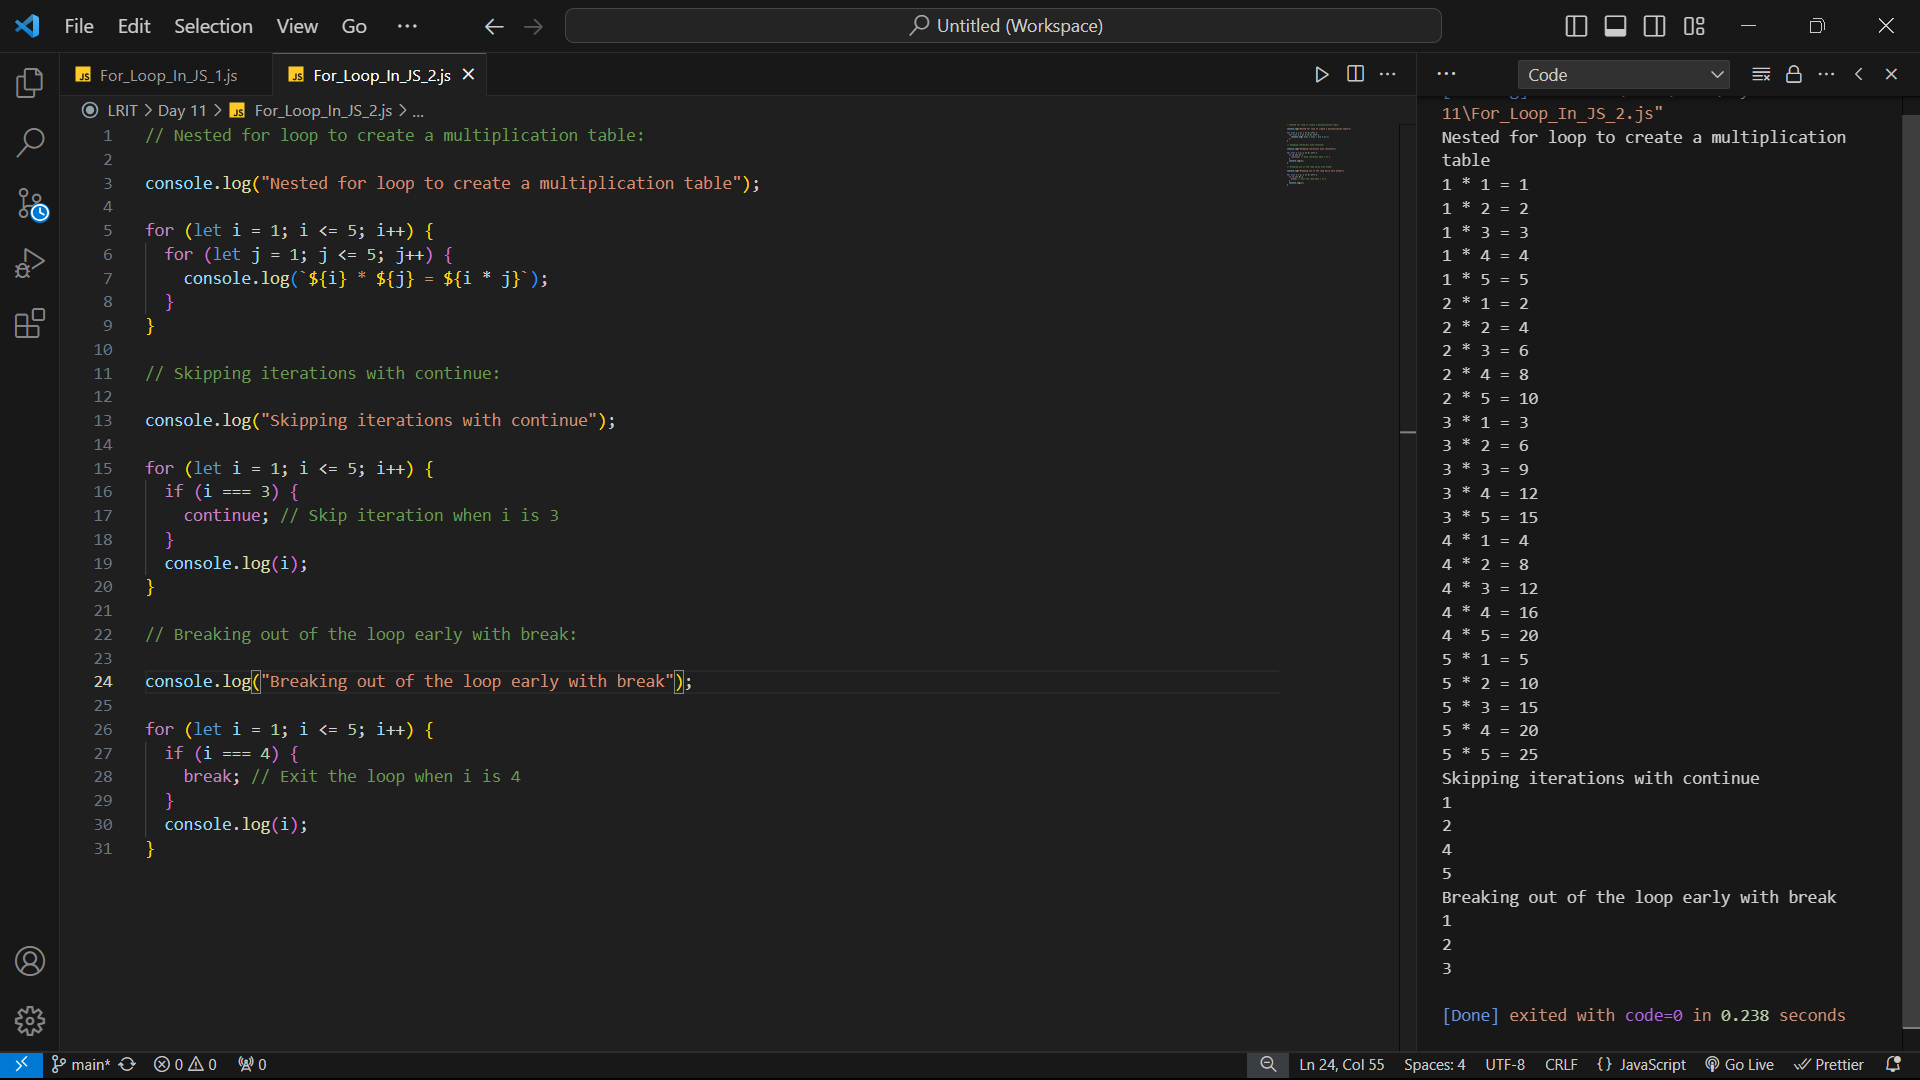 File Edit Selection View Go ··· Untitled (Workspace)
JS For_Loop_In_JS_1.js JS For_Loop_In_JS_2.js
LRIT > Day 11 > JS For_Loop_In_JS_2.js > ...
1 // Nested for loop to create a multiplication table:
2
3 console.log("Nested for loop to create a multiplication table");
4
5 for (let i = 1; i <= 5; i++) {
6 for (let j = 1; j <= 5; j++) {
7 console.log(`${i} * ${j} = ${i * j}`);
8 }
9 }
10
11 // Skipping iterations with continue:
12
13 console.log("Skipping iterations with continue");
14
15 for (let i = 1; i <= 5; i++) {
16 if (i === 3) {
17 continue; // Skip iteration when i is 3
18 }
19 console.log(i);
20 }
21
22 // Breaking out of the loop early with break:
23
24 console.log("Breaking out of the loop early with break");
25
26 for (let i = 1; i <= 5; i++) {
27 if (i === 4) {
28 break; // Exit the loop when i is 4
29 }
30 console.log(i);
31 }
Code
11\For_Loop_In_JS_2.js"
Nested for loop to create a multiplication
table
1 * 1 = 1
1 * 2 = 2
1 * 3 = 3
1 * 4 = 4
1 * 5 = 5
2 * 1 = 2
2 * 2 = 4
2 * 3 = 6
2 * 4 = 8
2 * 5 = 10
3 * 1 = 3
3 * 2 = 6
3 * 3 = 9
3 * 4 = 12
3 * 5 = 15
4 * 1 = 4
4 * 2 = 8
4 * 3 = 12
4 * 4 = 16
4 * 5 = 20
5 * 1 = 5
5 * 2 = 10
5 * 3 = 15
5 * 4 = 20
5 * 5 = 25
Skipping iterations with continue
1
2
4
5
Breaking out of the loop early with break
1
2
3
[Done] exited with code=0 in 0.238 seconds
main* 0 0 0 Ln 24, Col 55 Spaces: 4 UTF-8 CRLF {} JavaScript Go Live Prettier